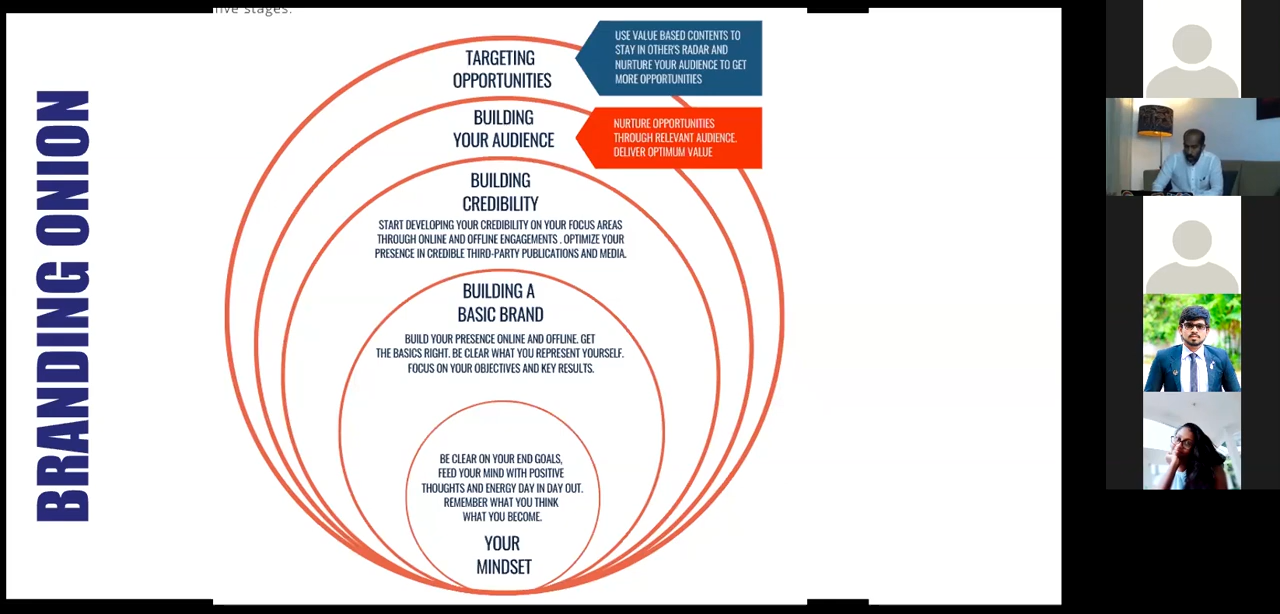 five stages.
BRANDING ONION
TARGETING
OPPORTUNITIES
USE VALUE BASED CONTENTS TO
STAY IN OTHER'S RADAR AND
NURTURE YOUR AUDIENCE TO GET
MORE OPPORTUNITIES
BUILDING
YOUR AUDIENCE
NURTURE OPPORTUNITIES
THROUGH RELEVANT AUDIENCE.
DELIVER OPTIMUM VALUE
BUILDING
CREDIBILITY
START DEVELOPING YOUR CREDIBILITY ON YOUR FOCUS AREAS
THROUGH ONLINE AND OFFLINE ENGAGEMENTS . OPTIMIZE YOUR
PRESENCE IN CREDIBLE THIRD-PARTY PUBLICATIONS AND MEDIA.
BUILDING A
BASIC BRAND
BUILD YOUR PRESENCE ONLINE AND OFFLINE. GET
THE BASICS RIGHT. BE CLEAR WHAT YOU REPRESENT YOURSELF.
FOCUS ON YOUR OBJECTIVES AND KEY RESULTS.
BE CLEAR ON YOUR END GOALS,
FEED YOUR MIND WITH POSITIVE
THOUGHTS AND ENERGY DAY IN DAY OUT.
REMEMBER WHAT YOU THINK
WHAT YOU BECOME.
YOUR
MINDSET